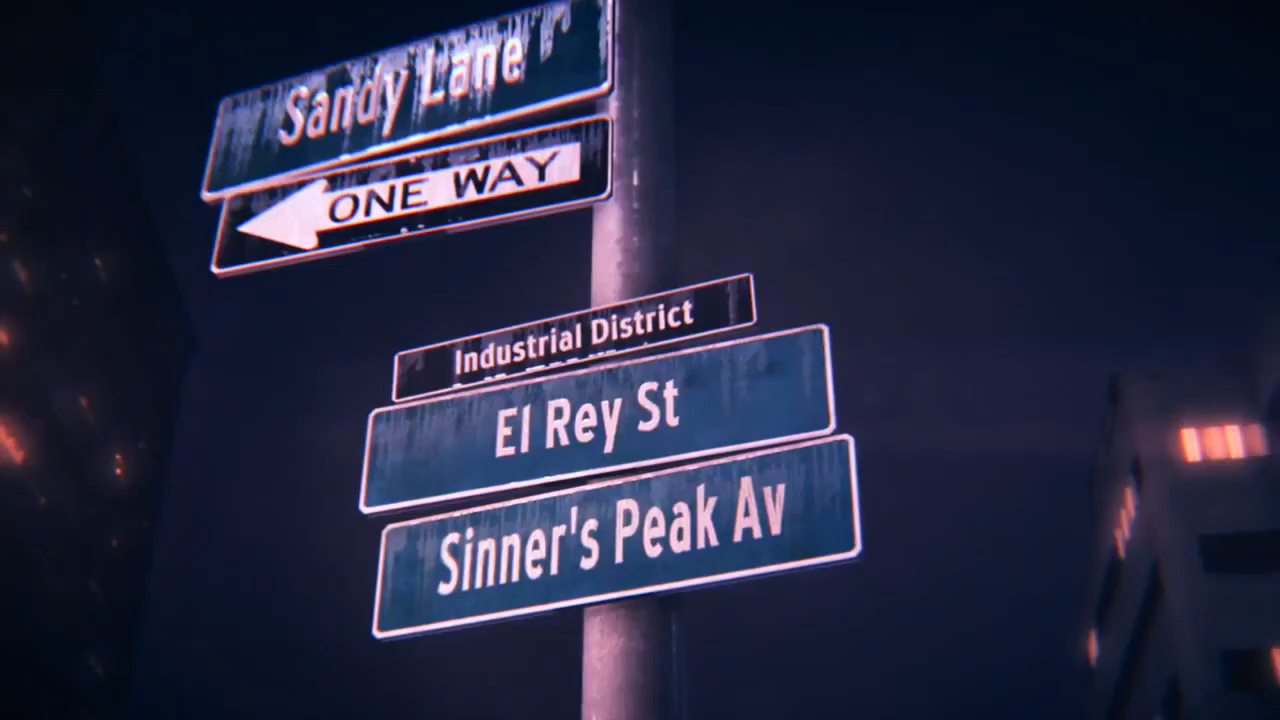 Sandy Lane
ONE WAY
Industrial District
El Rey St
Sinner's Peak Av